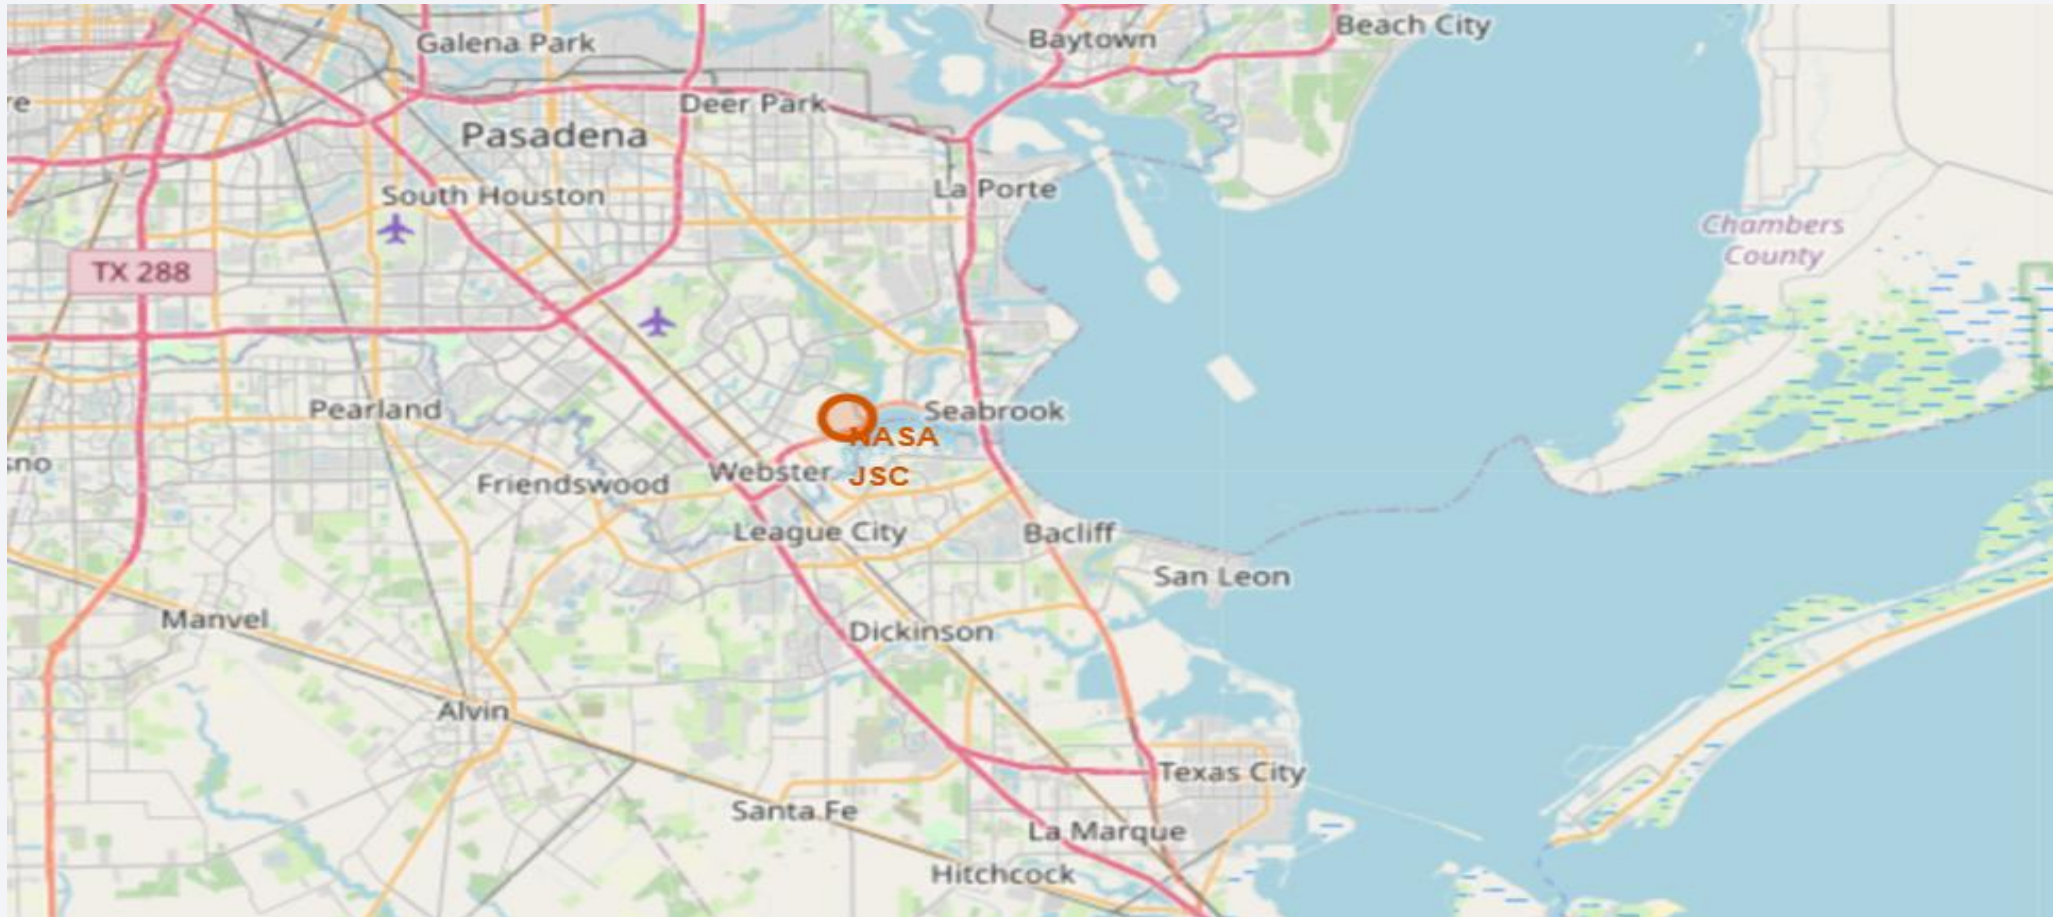 Galena Park
Baytown
Beach City
Deer Park
Pasadena
South Houston
La Porte
Chambers
County
TX 288
Pearland
Seabrook
NASA
JSC
Webster
Friendswood
League City
Bacliff
San Leon
Manvel
Dickinson
Alvin
Texas City
Santa Fe
La Marque
Hitchcock